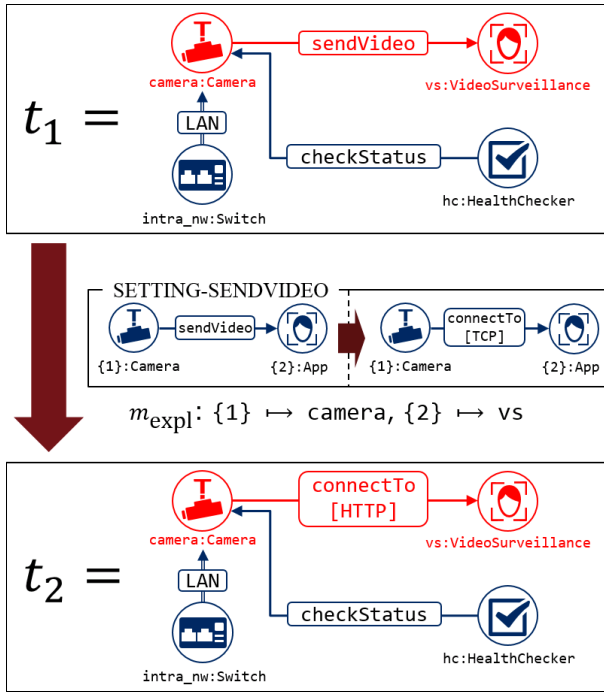 t1 =
sendVideo
camera:Camera
vs:VideoSurveillance
LAN
checkStatus
intra_nw:Switch
hc:HealthChecker
SETTING-SENDVIDEO
sendVideo
connectTo
[TCP]
{1}:Camera
{2}:App
{1}:Camera
{2}:App
mexpl: {1} ↦ camera, {2} ↦ vs
t2 =
connectTo
[HTTP]
camera:Camera
vs:VideoSurveillance
LAN
checkStatus
intra_nw:Switch
hc:HealthChecker